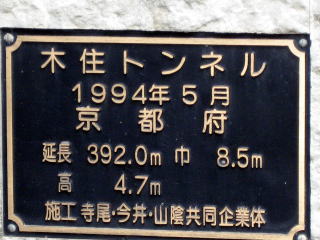 木住トンネル
1994年5月
京都府
延長 392.0m 巾 8.5m
高 4.7m
施工 寺尾・今井・山陰共同企業体